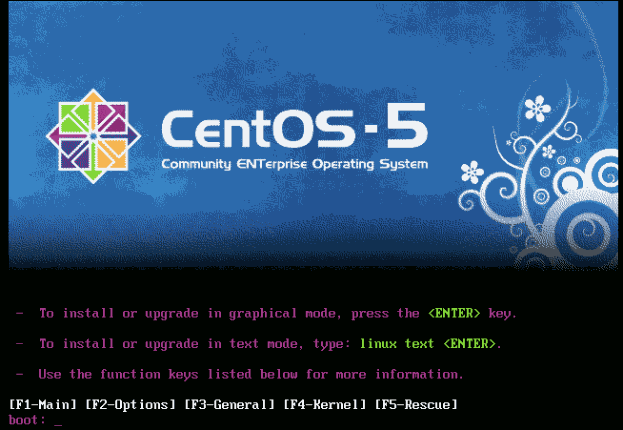 CentOS-5
Community ENTerprise Operating System
- To install or upgrade in graphical mode, press the <ENTER> key.
- To install or upgrade in text mode, type: linux text <ENTER>.
- Use the function keys listed below for more information.
[F1-Main] [F2-Options] [F3-General] [F4-Kernel] [F5-Rescue]
boot: _